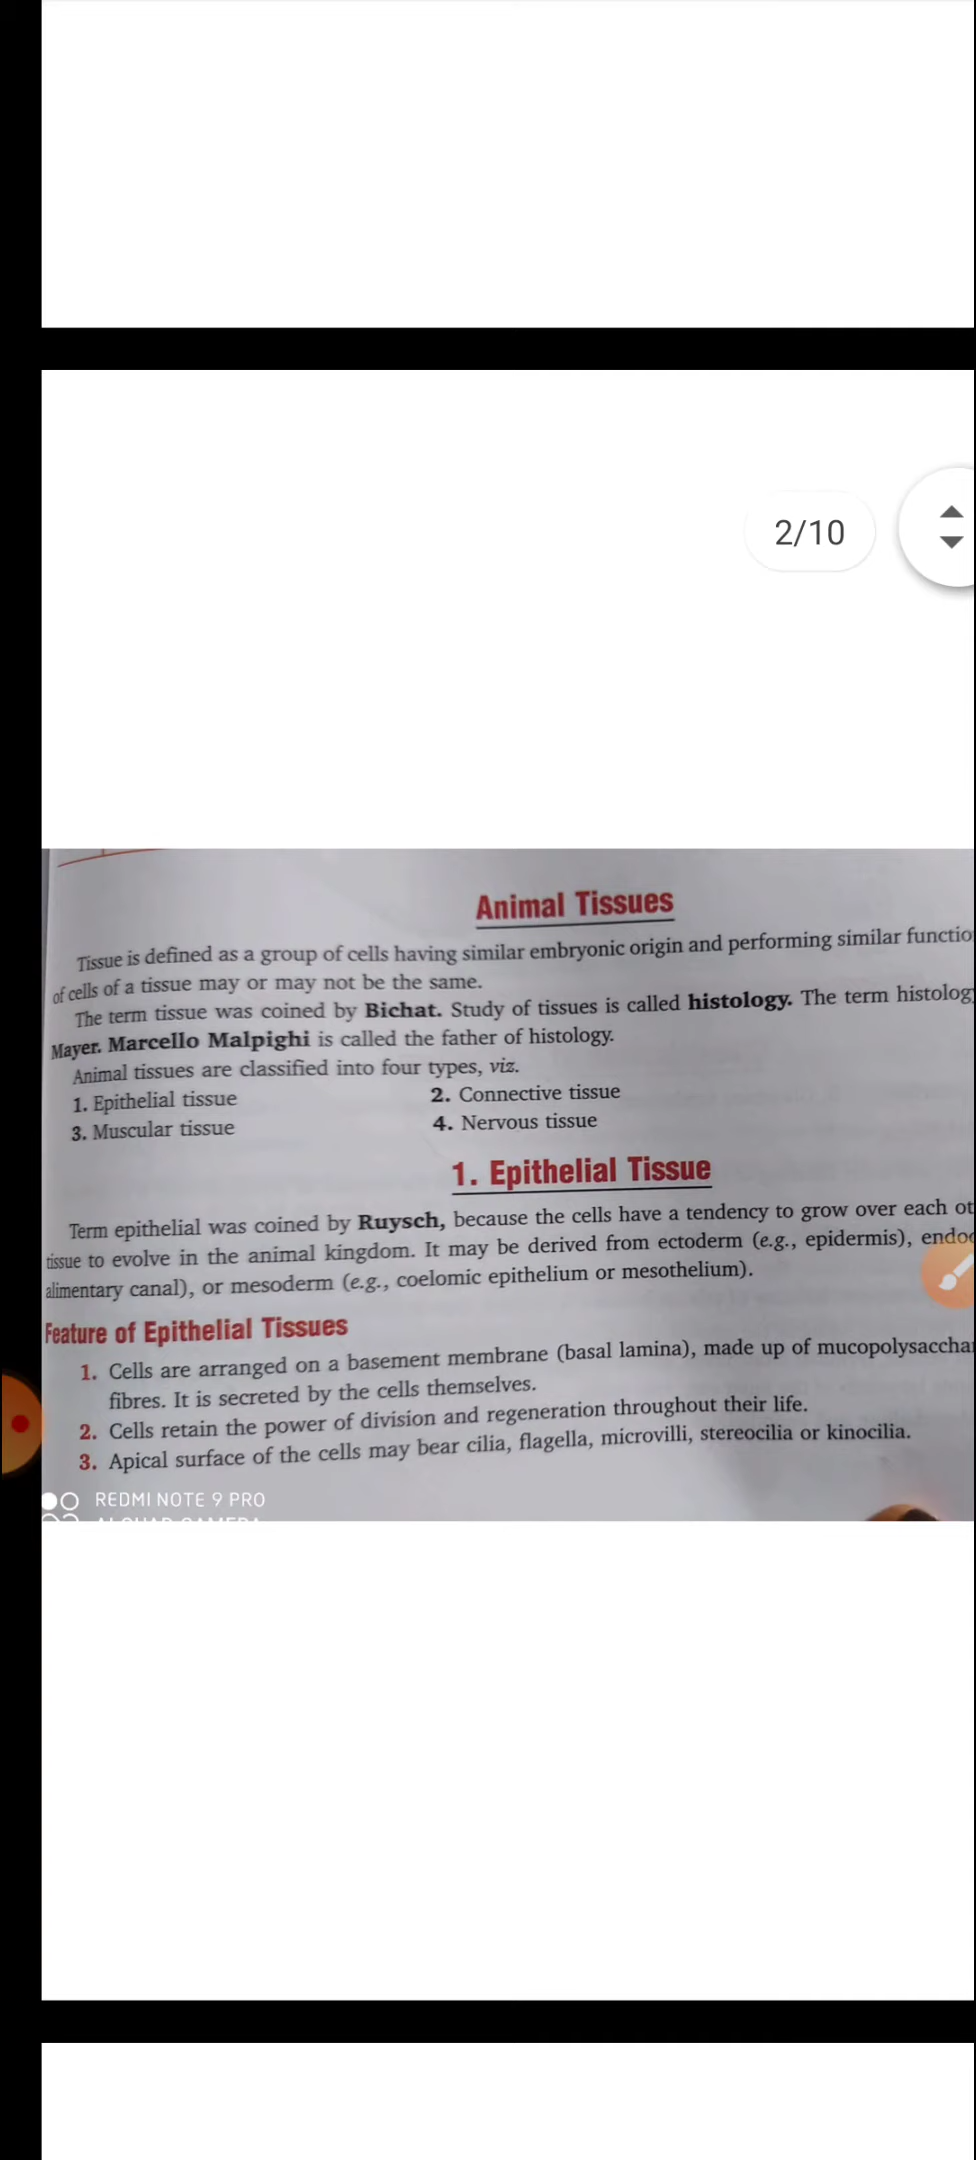 2/10
Animal Tissues
Tissue is defined as a group of cells having similar embryonic origin and performing similar functio
of cells of a tissue may or may not be the same.
The term tissue was coined by Bichat. Study of tissues is called histology. The term histolog
Mayer. Marcello Malpighi is called the father of histology.
Animal tissues are classified into four types, viz.
1. Epithelial tissue 2. Connective tissue
3. Muscular tissue 4. Nervous tissue
1. Epithelial Tissue
Term epithelial was coined by Ruysch, because the cells have a tendency to grow over each ot
tissue to evolve in the animal kingdom. It may be derived from ectoderm (e.g., epidermis), endo
alimentary canal), or mesoderm (e.g., coelomic epithelium or mesothelium).
Feature of Epithelial Tissues
1. Cells are arranged on a basement membrane (basal lamina), made up of mucopolysaccha
fibres. It is secreted by the cells themselves.
2. Cells retain the power of division and regeneration throughout their life.
3. Apical surface of the cells may bear cilia, flagella, microvilli, stereocilia or kinocilia.
REDMI NOTE 9 PRO